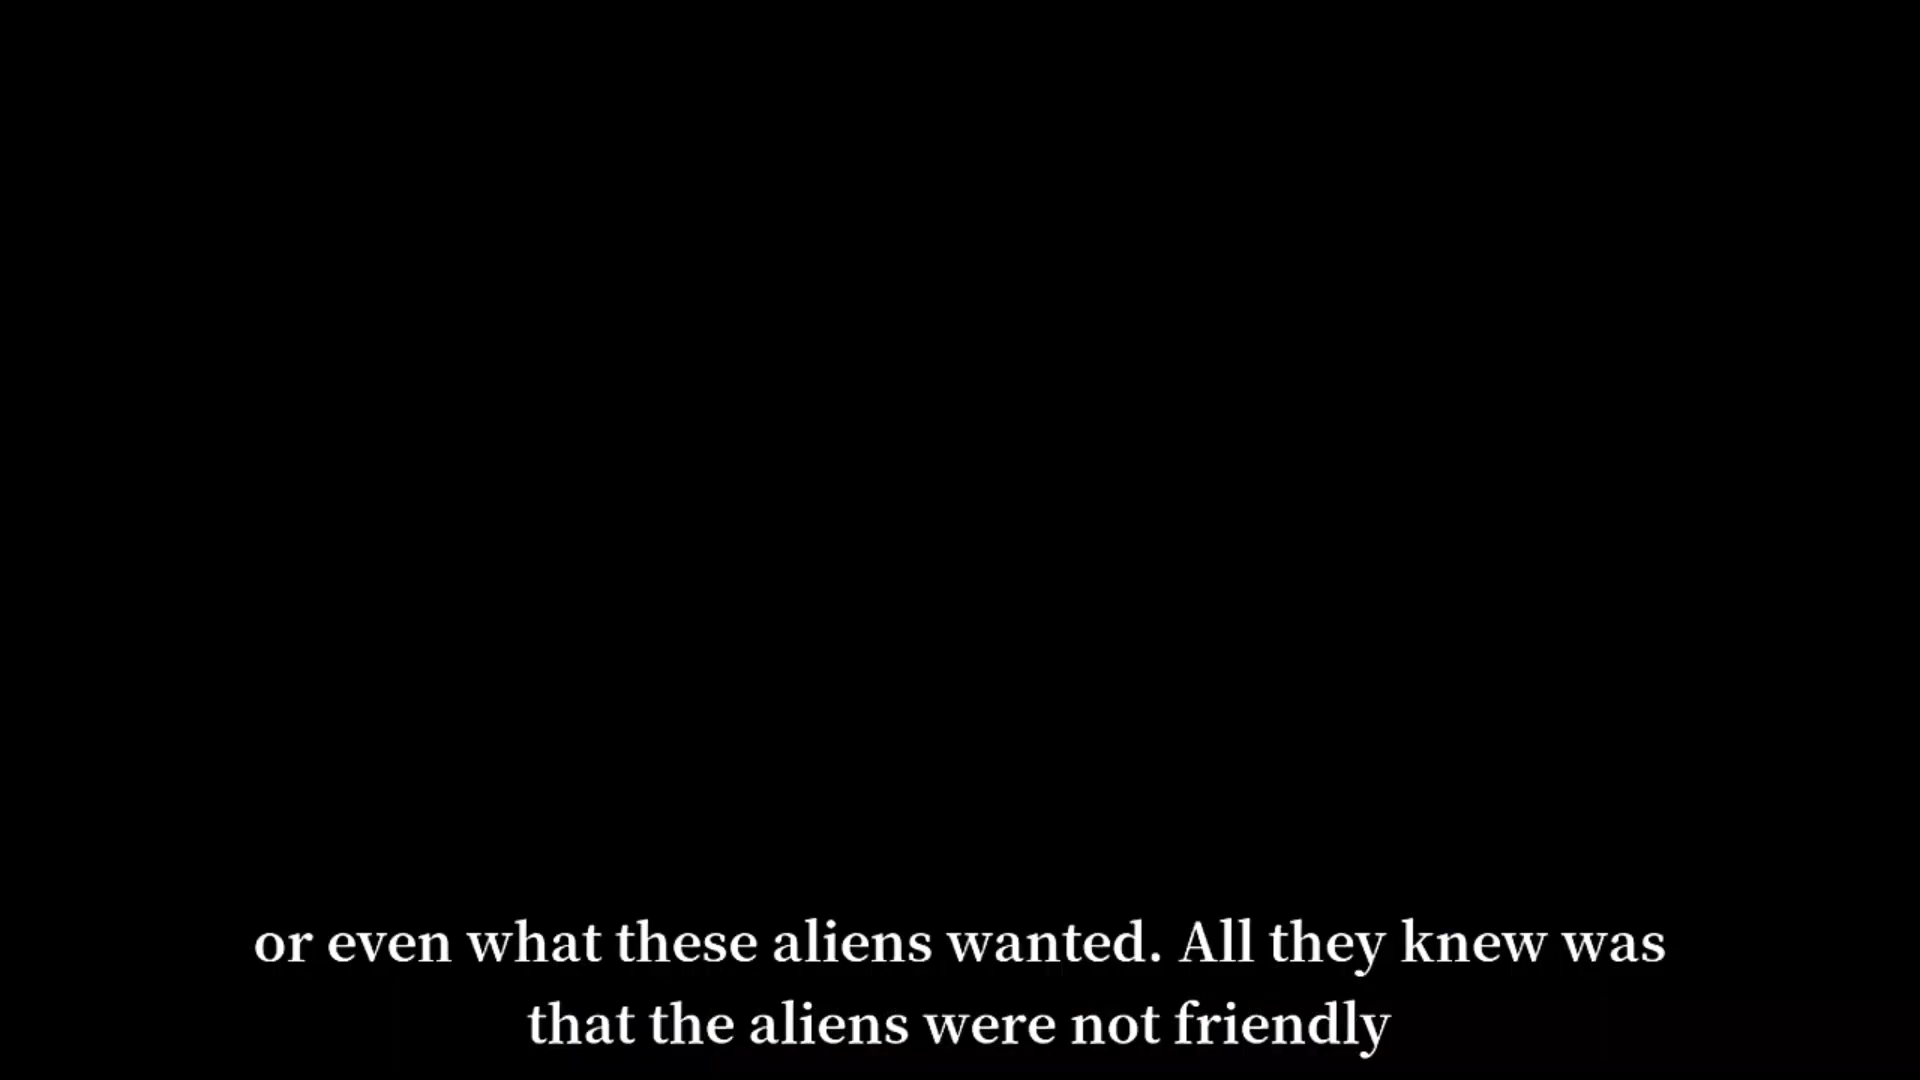 or even what these aliens wanted. All they knew was
that the aliens were not friendly